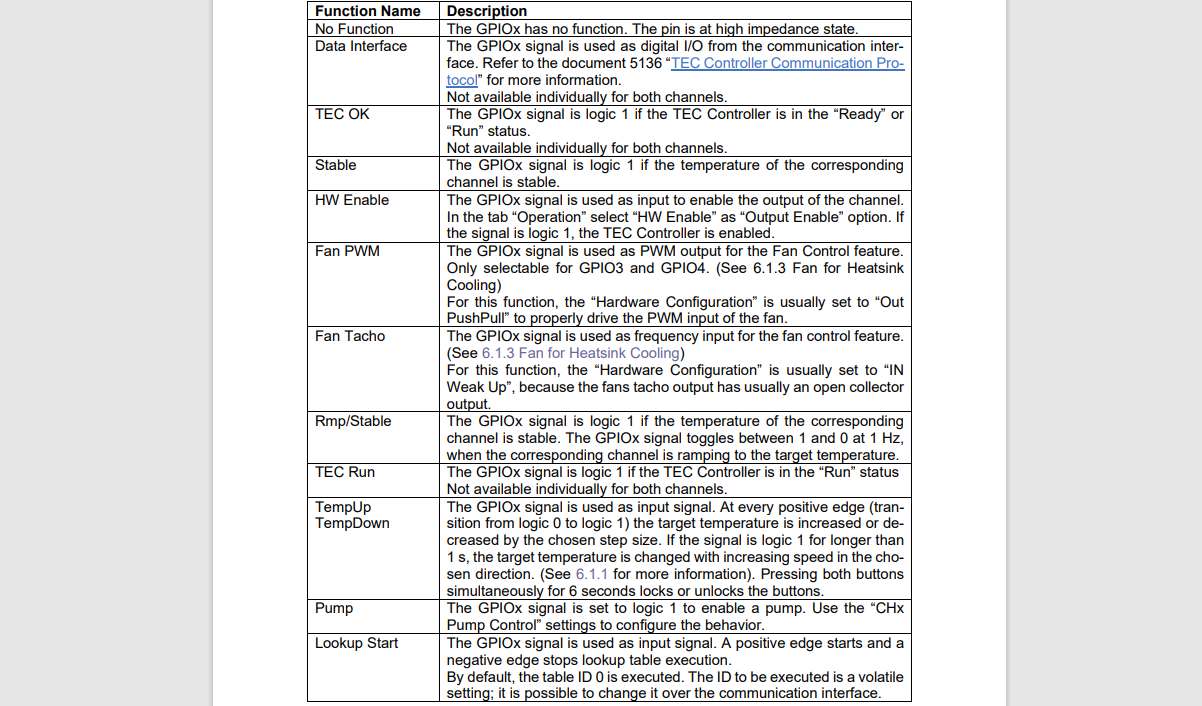 Function Name Description
No Function The GPIOx has no function. The pin is at high impedance state.
Data Interface The GPIOx signal is used as digital I/O from the communication inter-
face. Refer to the document 5136 “TEC Controller Communication Pro-
tocol” for more information.
Not available individually for both channels.
TEC OK The GPIOx signal is logic 1 if the TEC Controller is in the “Ready” or
“Run” status.
Not available individually for both channels.
Stable The GPIOx signal is logic 1 if the temperature of the corresponding
channel is stable.
HW Enable The GPIOx signal is used as input to enable the output of the channel.
In the tab “Operation” select “HW Enable” as “Output Enable” option. If
the signal is logic 1, the TEC Controller is enabled.
Fan PWM The GPIOx signal is used as PWM output for the Fan Control feature.
Only selectable for GPIO3 and GPIO4. (See 6.1.3 Fan for Heatsink
Cooling)
For this function, the “Hardware Configuration” is usually set to “Out
PushPull” to properly drive the PWM input of the fan.
Fan Tacho The GPIOx signal is used as frequency input for the fan control feature.
(See 6.1.3 Fan for Heatsink Cooling)
For this function, the “Hardware Configuration” is usually set to “IN
Weak Up”, because the fans tacho output has usually an open collector
output.
Rmp/Stable The GPIOx signal is logic 1 if the temperature of the corresponding
channel is stable. The GPIOx signal toggles between 1 and 0 at 1 Hz,
when the corresponding channel is ramping to the target temperature.
TEC Run The GPIOx signal is logic 1 if the TEC Controller is in the “Run” status
Not available individually for both channels.
TempUp The GPIOx signal is used as input signal. At every positive edge (tran-
TempDown sition from logic 0 to logic 1) the target temperature is increased or de-
creased by the chosen step size. If the signal is logic 1 for longer than
1 s, the target temperature is changed with increasing speed in the cho-
sen direction. (See 6.1.1 for more information). Pressing both buttons
simultaneously for 6 seconds locks or unlocks the buttons.
Pump The GPIOx signal is set to logic 1 to enable a pump. Use the “CHx
Pump Control” settings to configure the behavior.
Lookup Start The GPIOx signal is used as input signal. A positive edge starts and a
negative edge stops lookup table execution.
By default, the table ID 0 is executed. The ID to be executed is a volatile
setting; it is possible to change it over the communication interface.